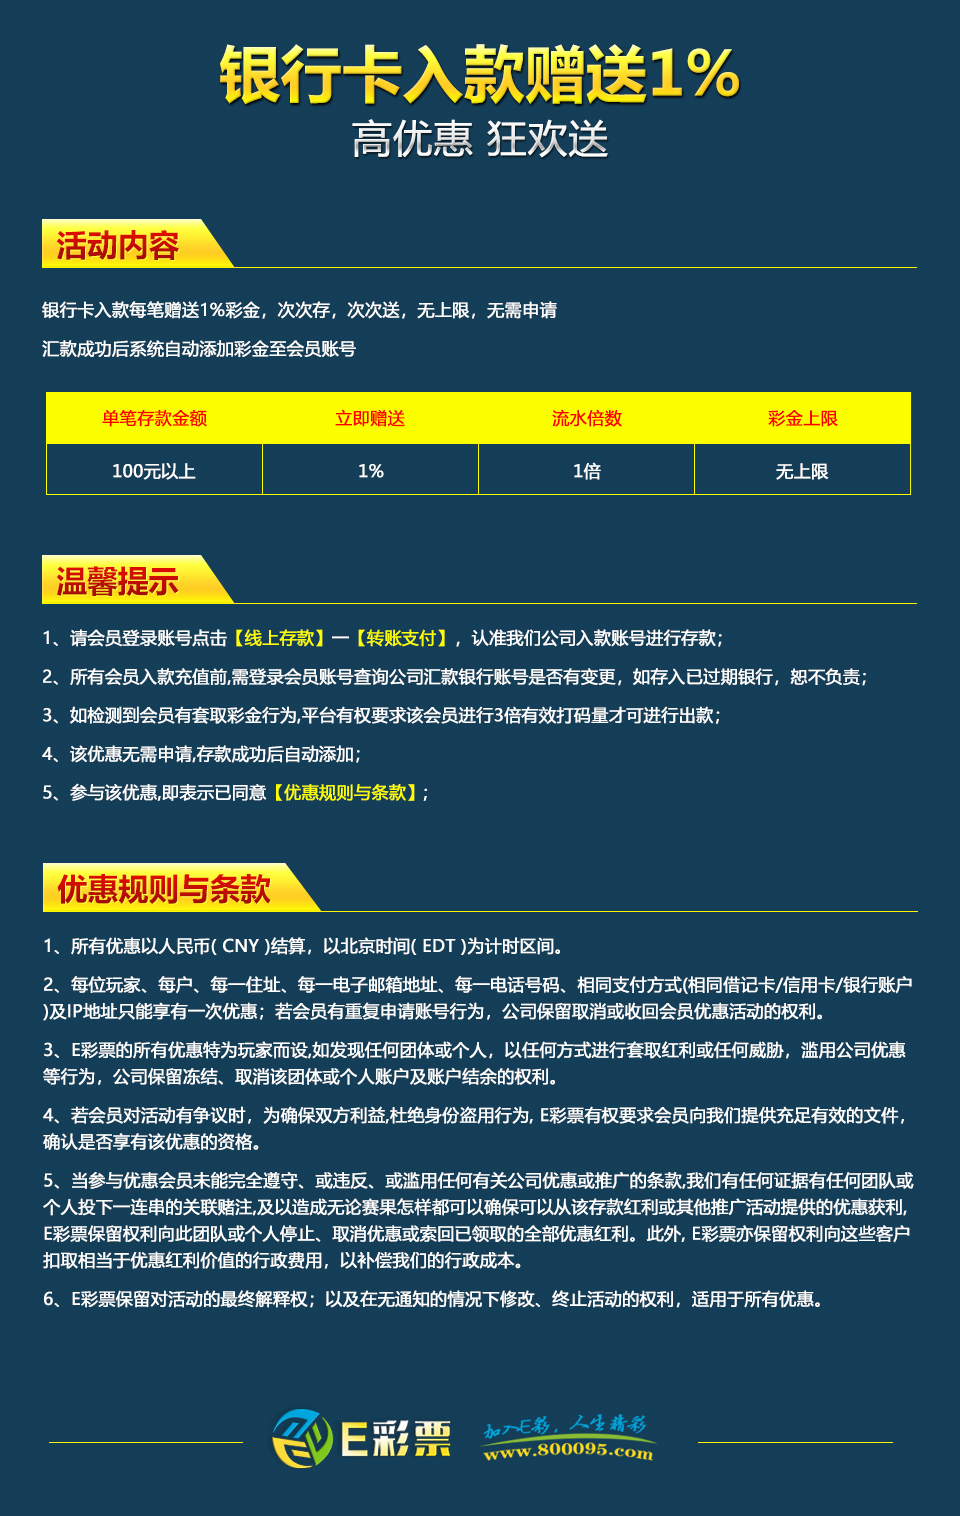 银行卡入款赠送1%
高优惠 狂欢送
活动内容
银行卡入款每笔赠送1%彩金，次次存，次次送，无上限，无需申请
汇款成功后系统自动添加彩金至会员账号
单笔存款金额 立即赠送 流水倍数 彩金上限
100元以上 1% 1倍 无上限
温馨提示
1、请会员登录账号点击【线上存款】一【转账支付】，认准我们公司入款账号进行存款；
2、所有会员入款充值前,需登录会员账号查询公司汇款银行账号是否有变更，如存入已过期银行，恕不负责；
3、如检测到会员有套取彩金行为,平台有权要求该会员进行3倍有效打码量才可进行出款；
4、该优惠无需申请,存款成功后自动添加；
5、参与该优惠,即表示已同意【优惠规则与条款】；
优惠规则与条款
1、所有优惠以人民币( CNY )结算，以北京时间( EDT )为计时区间。
2、每位玩家、每户、每一住址、每一电子邮箱地址、每一电话号码、相同支付方式(相同借记卡/信用卡/银行账户
)及IP地址只能享有一次优惠；若会员有重复申请账号行为，公司保留取消或收回会员优惠活动的权利。
3、E彩票的所有优惠特为玩家而设,如发现任何团体或个人，以任何方式进行套取红利或任何威胁，滥用公司优惠
等行为，公司保留冻结、取消该团体或个人账户及账户结余的权利。
4、若会员对活动有争议时，为确保双方利益,杜绝身份盗用行为, E彩票有权要求会员向我们提供充足有效的文件，
确认是否享有该优惠的资格。
5、当参与优惠会员未能完全遵守、或违反、或滥用任何有关公司优惠或推广的条款,我们有任何证据有任何团队或
个人投下一连串的关联赌注,及以造成无论赛果怎样都可以确保可以从该存款红利或其他推广活动提供的优惠获利,
E彩票保留权利向此团队或个人停止、取消优惠或索回已领取的全部优惠红利。此外, E彩票亦保留权利向这些客户
扣取相当于优惠红利价值的行政费用，以补偿我们的行政成本。
6、E彩票保留对活动的最终解释权；以及在无通知的情况下修改、终止活动的权利，适用于所有优惠。
E彩票
加入E彩，人生精彩
www.800095.com